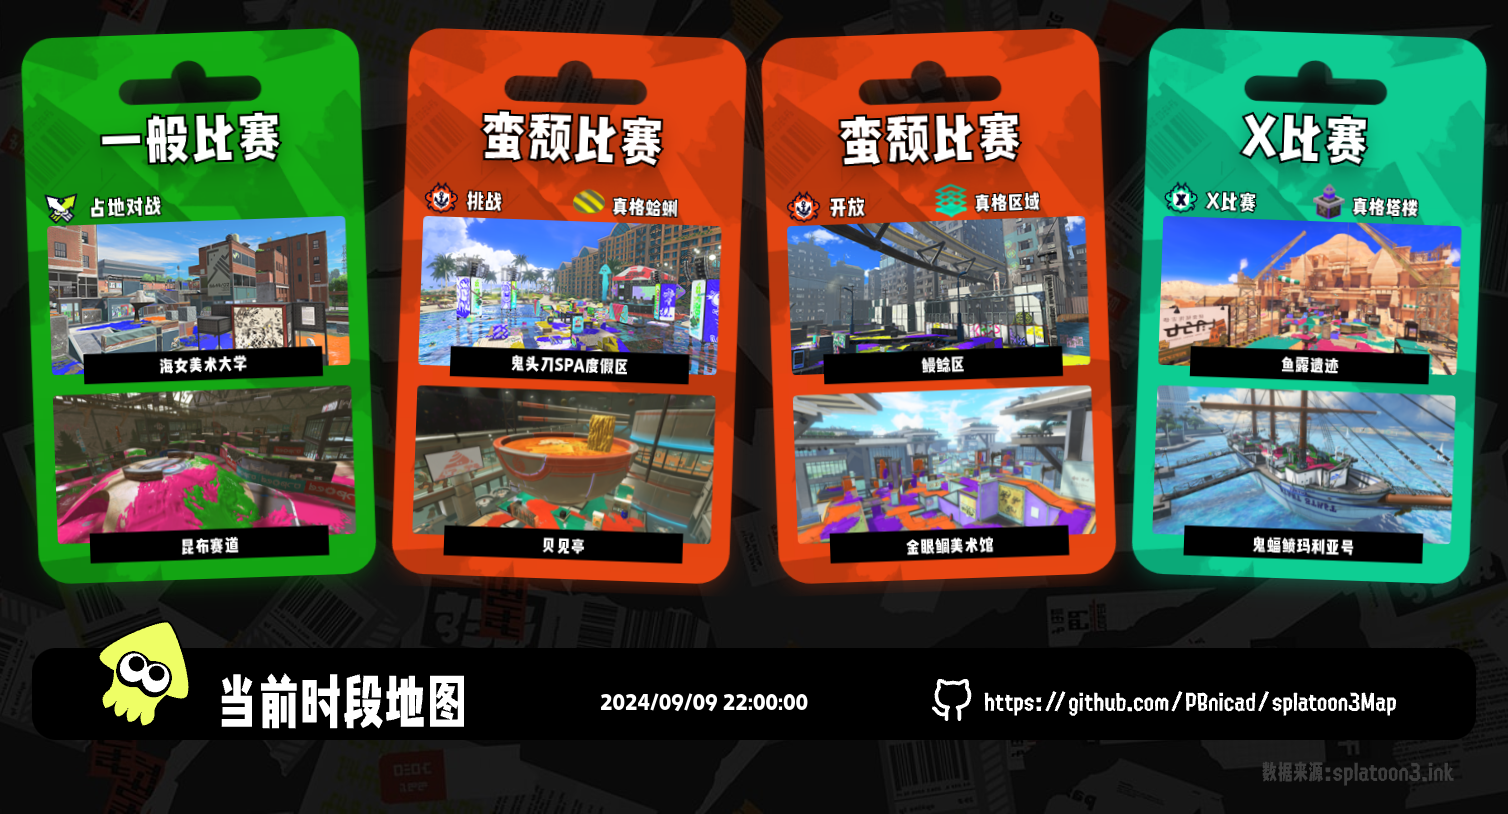 一般比赛
占地对战
海女美术大学
昆布赛道
蛮颓比赛
挑战
真格蛤蜊
鬼头刀SPA度假区
贝见亭
蛮颓比赛
开放
真格区域
鳗鲶区
金眼鲷美术馆
X比赛
X比赛
真格塔楼
鱼露遗迹
鬼蝠鲼玛利亚号
当前时段地图
2024/09/09 22:00:00
https://github.com/PBnicad/splatoon3Map
数据来源:splatoon3.ink